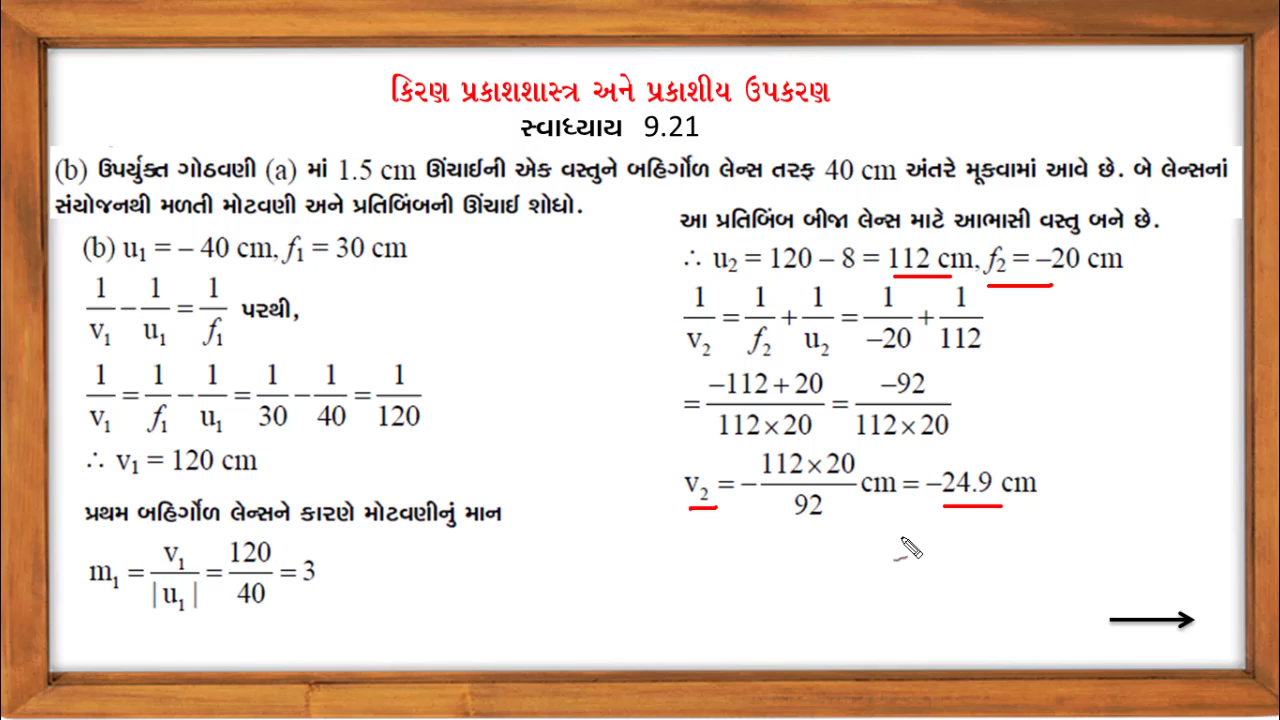 કિરણ પ્રકાશશાસ્ત્ર અને પ્રકાશીય ઉપકરણ
સ્વાધ્યાય 9.21
(b) ઉપર્યુક્ત ગોઠવણી (a) માં 1.5 cm ઊંચાઈની એક વસ્તુને બહિર્ગોળ લેન્સ તરફ 40 cm અંતરે મૂકવામાં આવે છે. બે લેન્સનાં
સંયોજનથી મળતી મોટવણી અને પ્રતિબિંબની ઊંચાઈ શોધો.
(b) u₁ = – 40 cm, f₁ = 30 cm
1/v₁ – 1/u₁ = 1/f₁ પરથી,
1/v₁ = 1/f₁ – 1/u₁ = 1/30 – 1/40 = 1/120
∴ v₁ = 120 cm
પ્રથમ બહિર્ગોળ લેન્સને કારણે મોટવણીનું માન
m₁ = v₁/|u₁| = 120/40 = 3
આ પ્રતિબિંબ બીજા લેન્સ માટે આભાસી વસ્તુ બને છે.
∴ u₂ = 120 – 8 = 112 cm, f₂ = –20 cm
1/v₂ = 1/f₂ + 1/u₂ = 1/–20 + 1/112
= –112 + 20/112 × 20 = –92/112 × 20
v₂ = – 112 × 20/92 cm = –24.9 cm